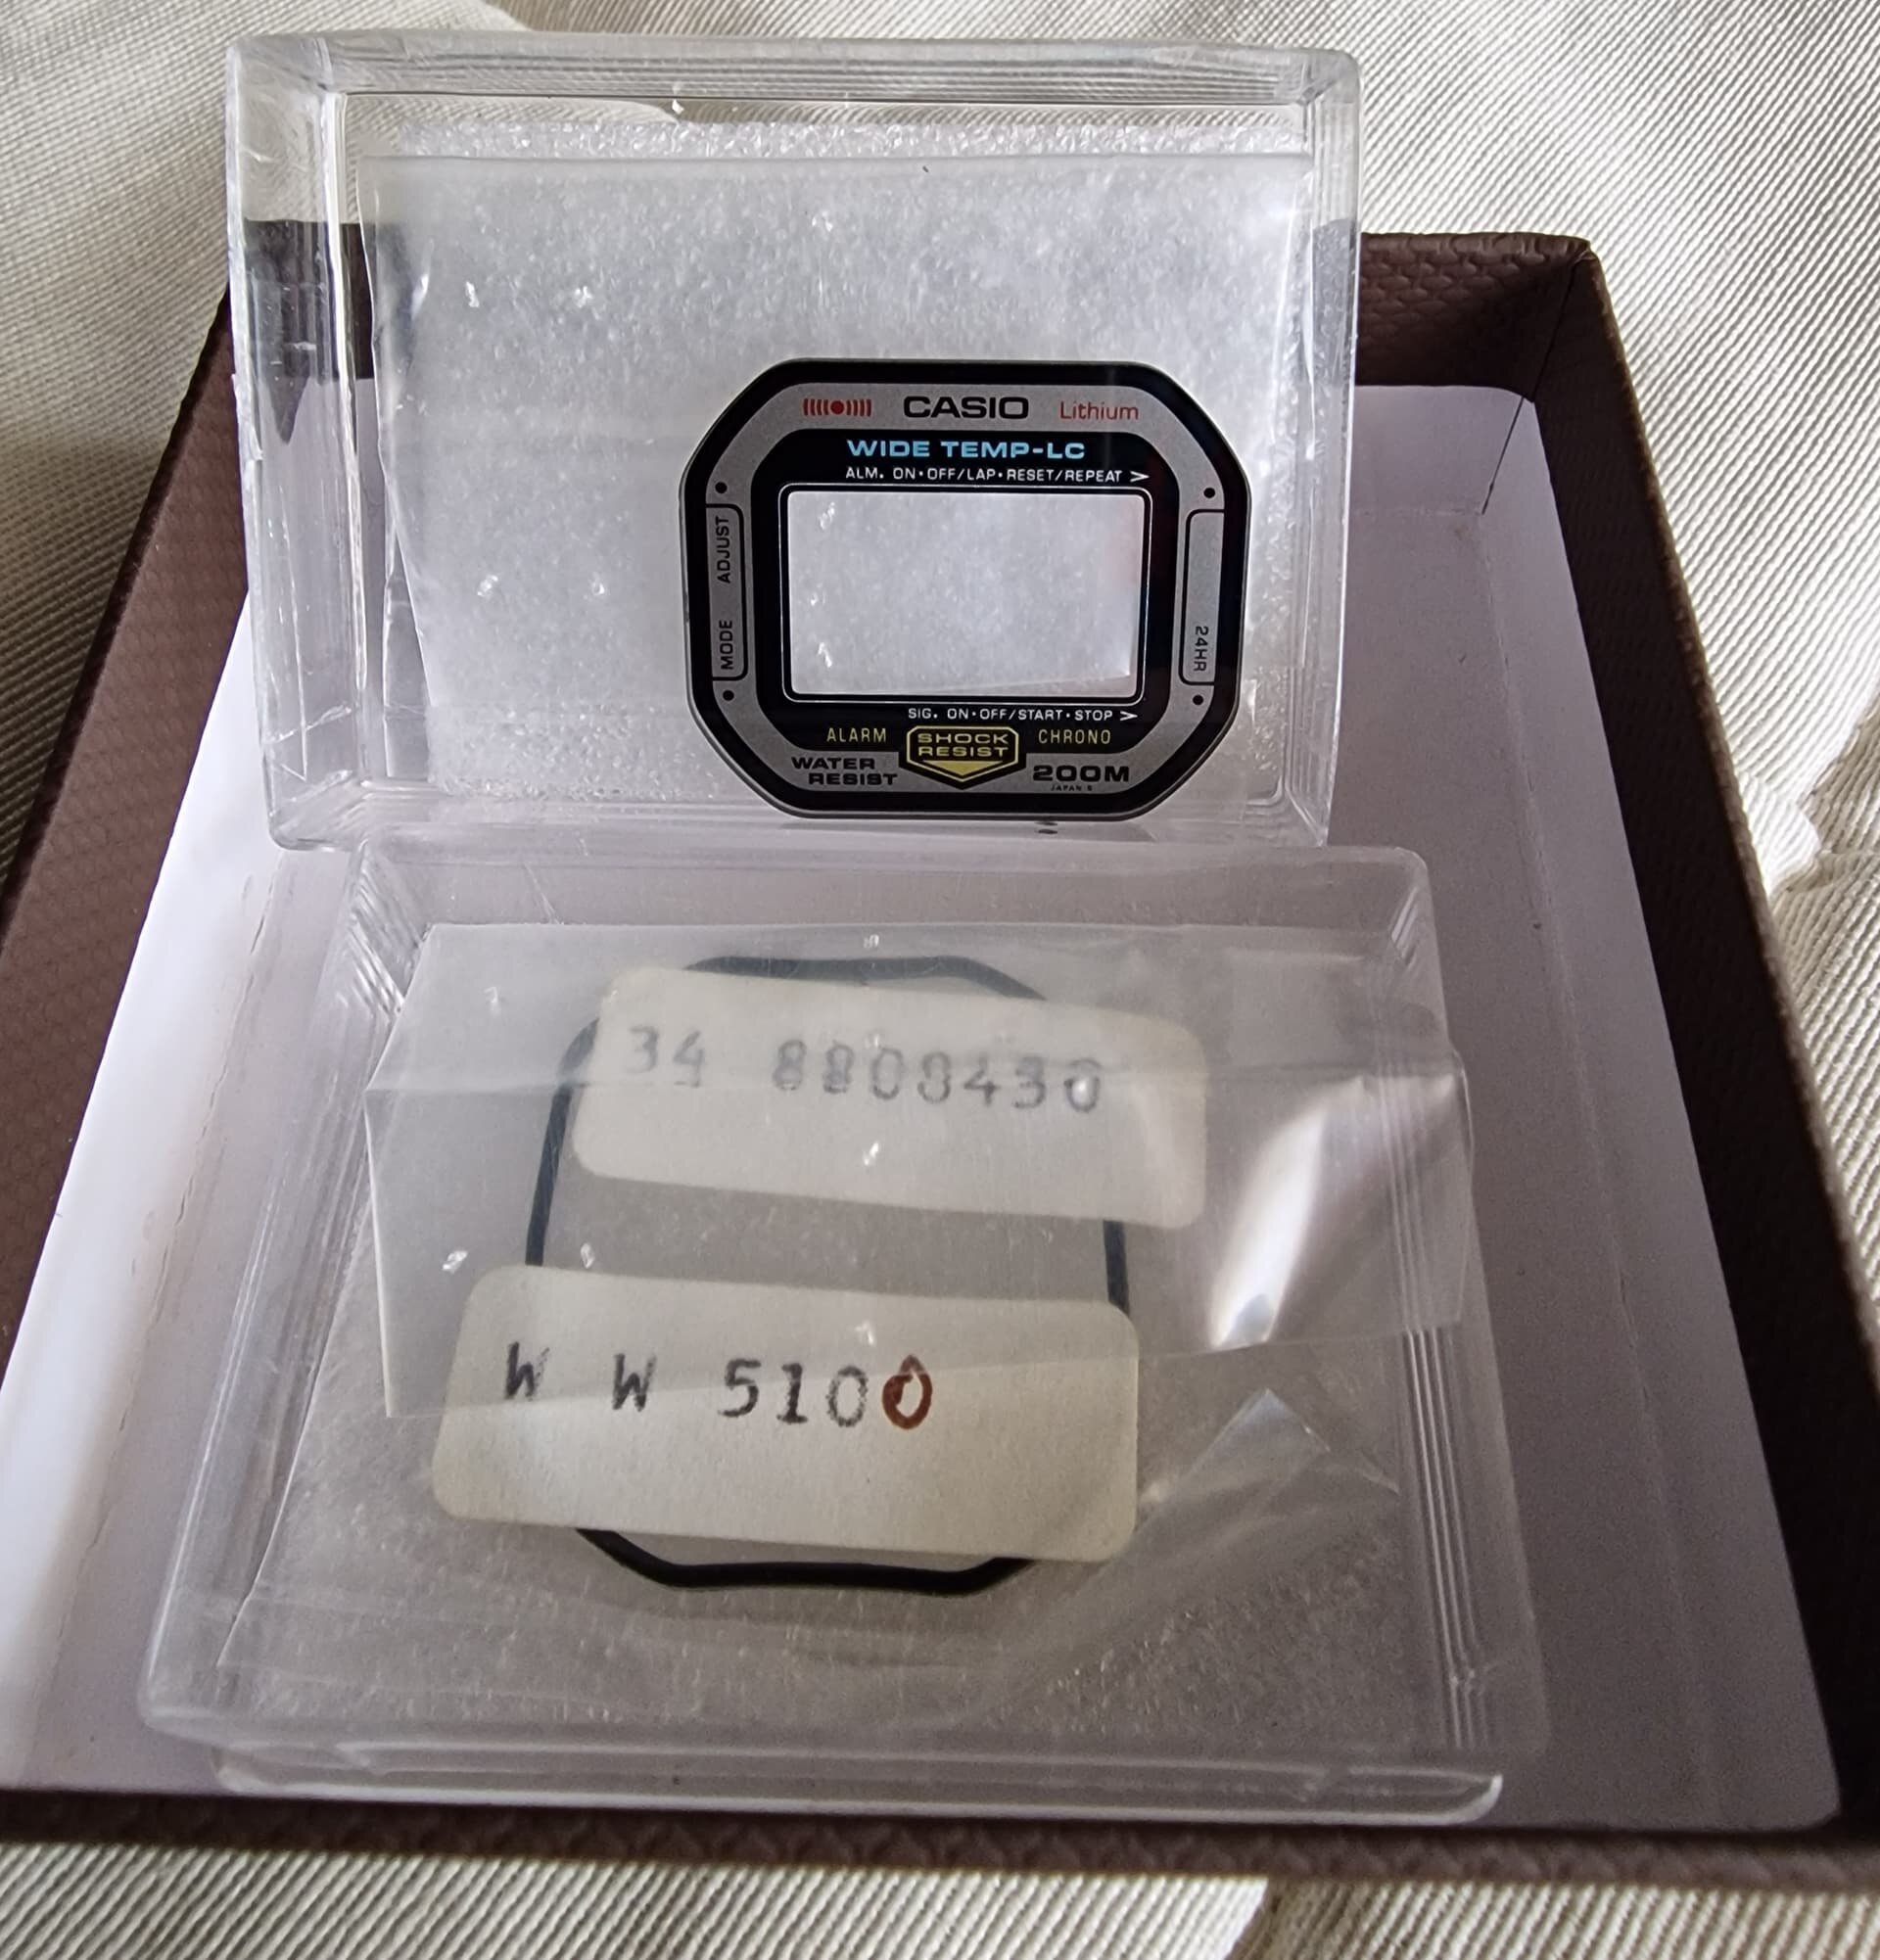 CASIO Lithium
WIDE TEMP-LC
ALM. ON・OFF/LAP・RESET/REPEAT >
ADJUST
MODE
24HR
SIG. ON・OFF/START・STOP >
ALARM SHOCK RESIST CHRONO
WATER RESIST 200M
34 8808430
W W 5100